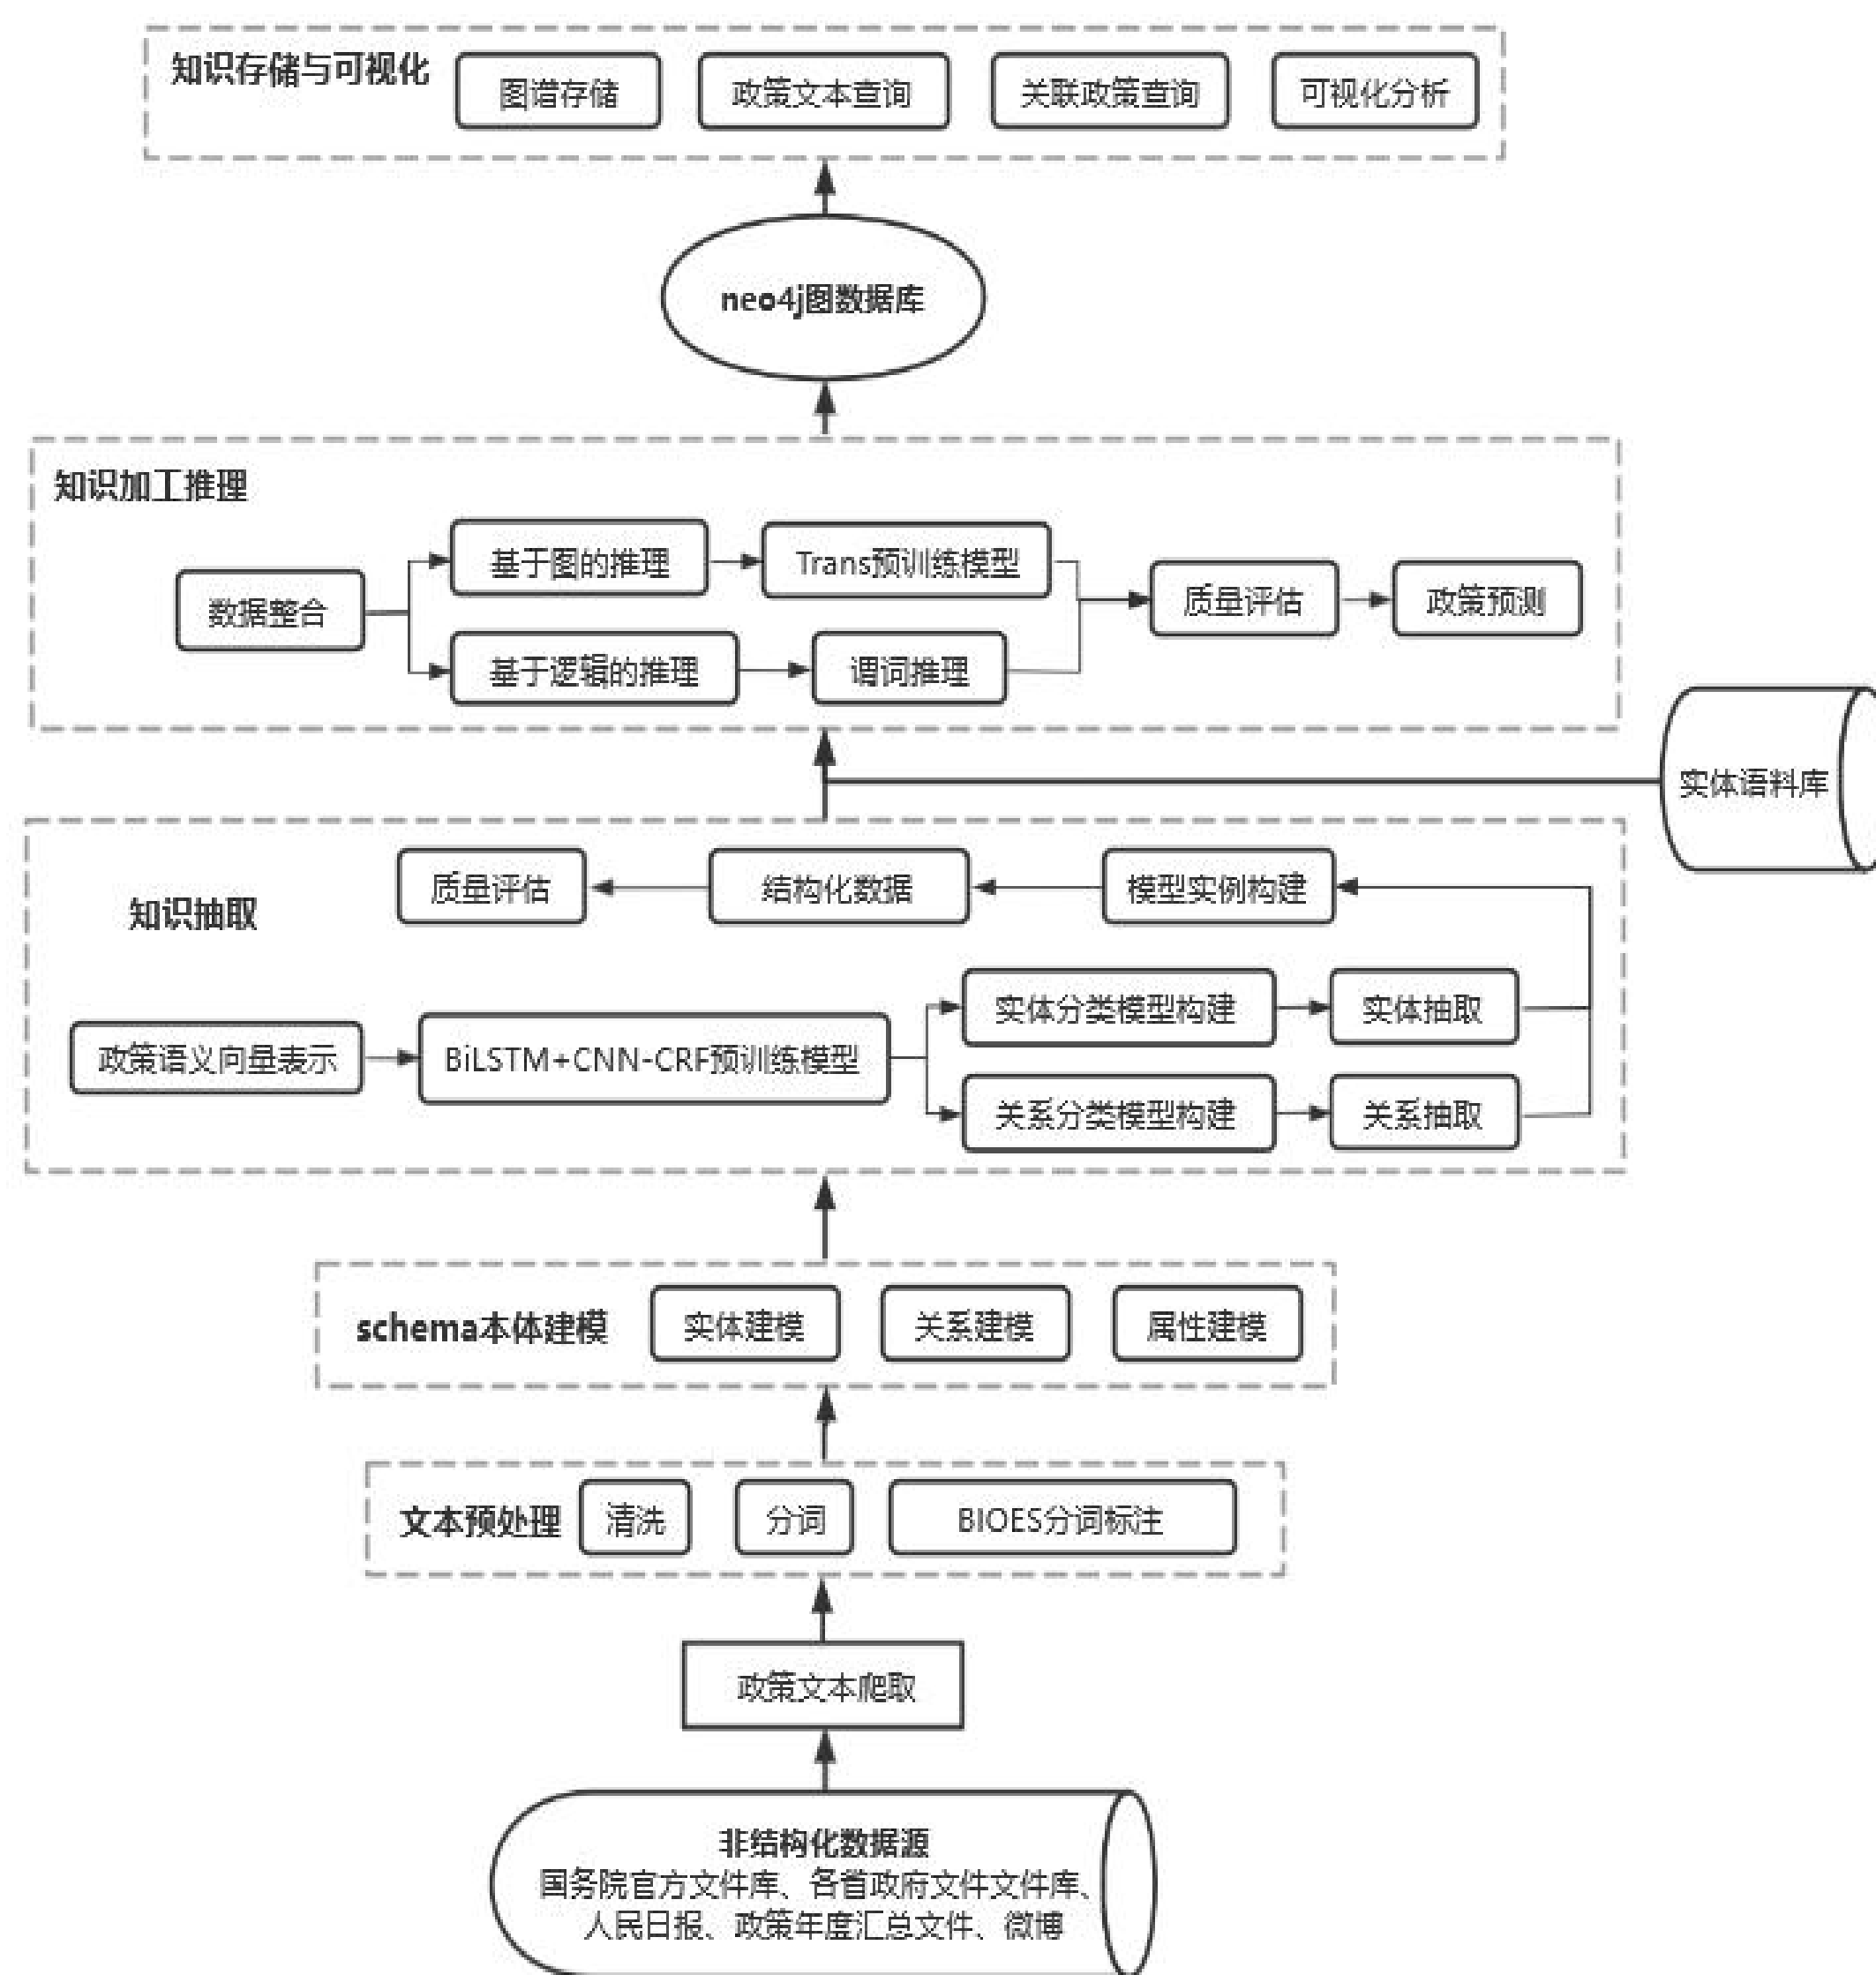 知识存储与可视化
图谱存储
政策文本查询
关联政策查询
可视化分析
neo4j图数据库
知识加工推理
基于图的推理
Trans预训练模型
数据整合
质量评估
政策预测
基于逻辑的推理
谓词推理
实体语料库
知识抽取
质量评估
结构化数据
模型实例构建
政策语义向量表示
BiLSTM+CNN-CRF预训练模型
实体分类模型构建
实体抽取
关系分类模型构建
关系抽取
schema本体建模
实体建模
关系建模
属性建模
文本预处理
清洗
分词
BIOES分词标注
政策文本爬取
非结构化数据源
国务院官方文件库、各省政府文件文件库、
人民日报、政策年度汇总文件、微博